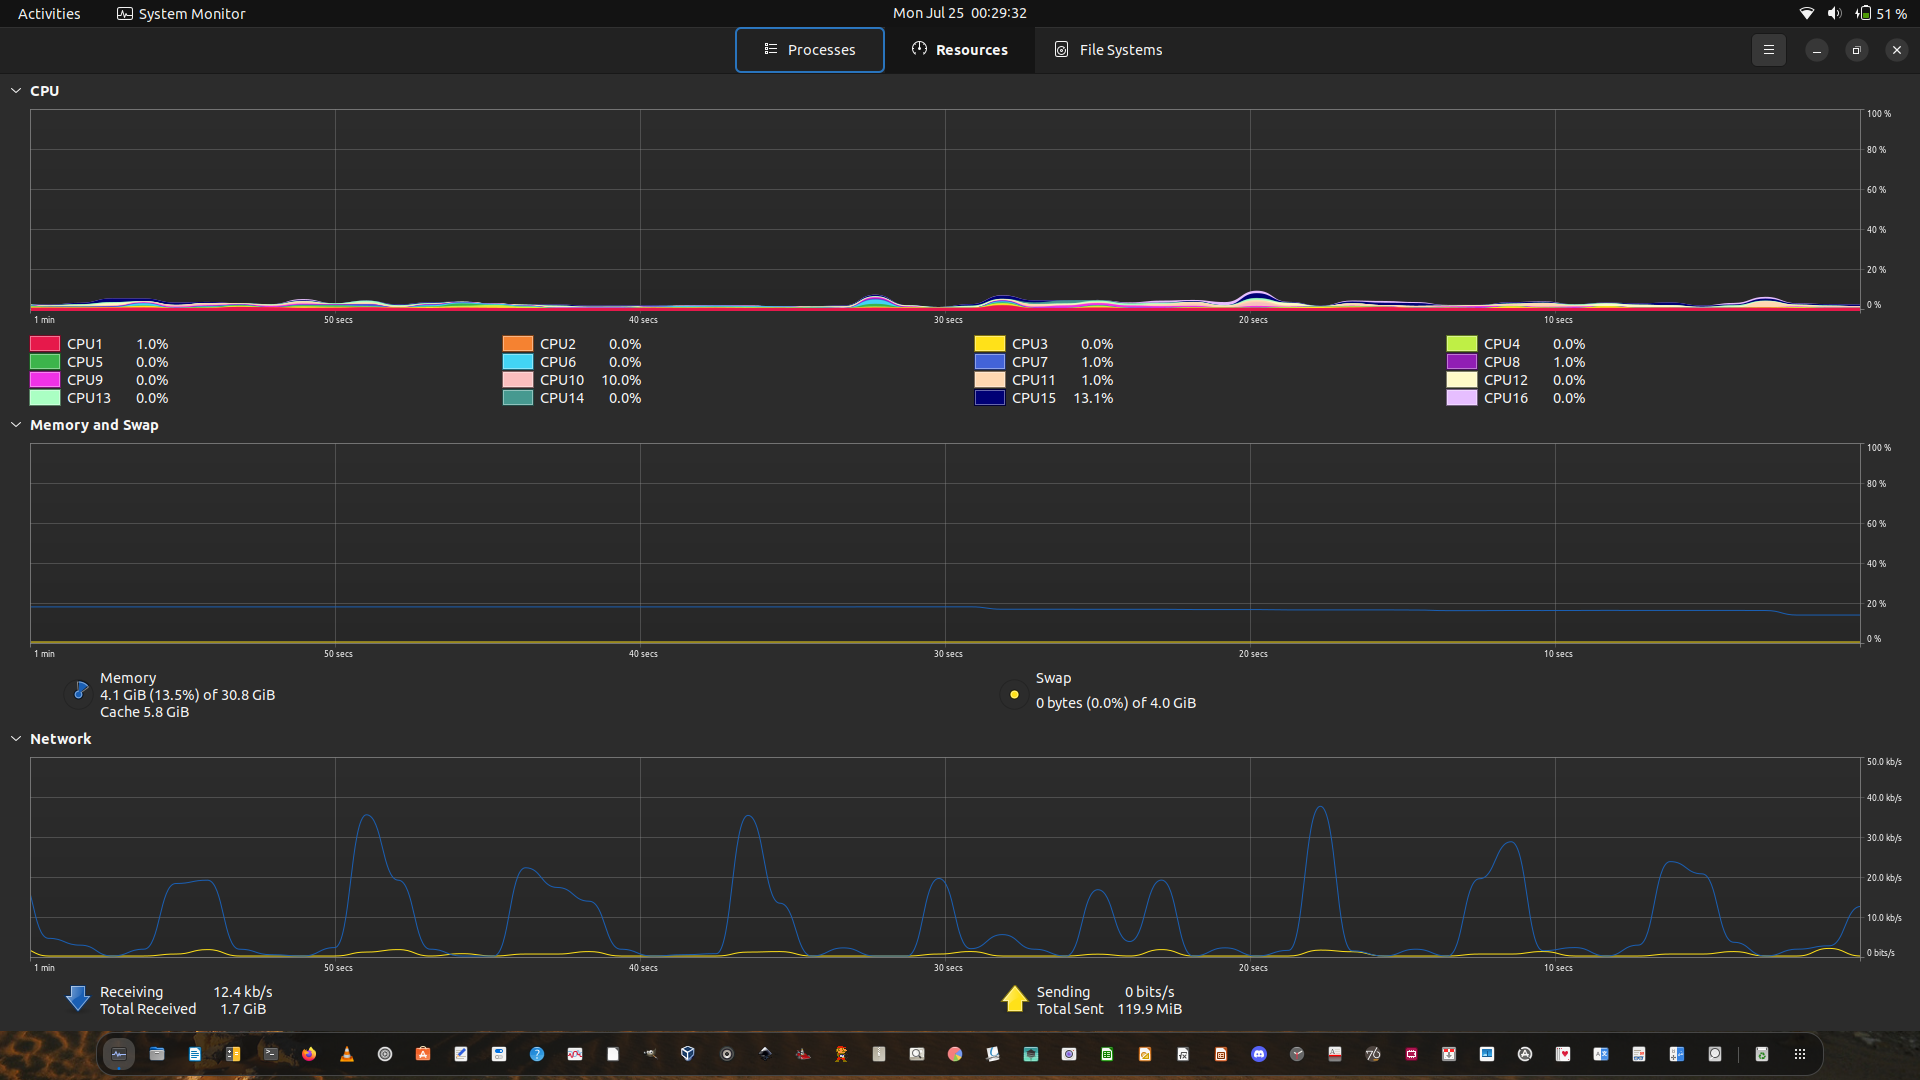 Activities System Monitor Mon Jul 25 00:29:32 51 %
Processes Resources File Systems
CPU
100 %
80 %
60 %
40 %
20 %
0 %
1 min 50 secs 40 secs 30 secs 20 secs 10 secs
CPU1 1.0% CPU2 0.0% CPU3 0.0% CPU4 0.0%
CPU5 0.0% CPU6 0.0% CPU7 1.0% CPU8 1.0%
CPU9 0.0% CPU10 10.0% CPU11 1.0% CPU12 0.0%
CPU13 0.0% CPU14 0.0% CPU15 13.1% CPU16 0.0%
Memory and Swap
100 %
80 %
60 %
40 %
20 %
0 %
1 min 50 secs 40 secs 30 secs 20 secs 10 secs
Memory
4.1 GiB (13.5%) of 30.8 GiB
Cache 5.8 GiB
Swap
0 bytes (0.0%) of 4.0 GiB
Network
50.0 kb/s
40.0 kb/s
30.0 kb/s
20.0 kb/s
10.0 kb/s
0 bits/s
1 min 50 secs 40 secs 30 secs 20 secs 10 secs
Receiving 12.4 kb/s
Total Received 1.7 GiB
Sending 0 bits/s
Total Sent 119.9 MiB